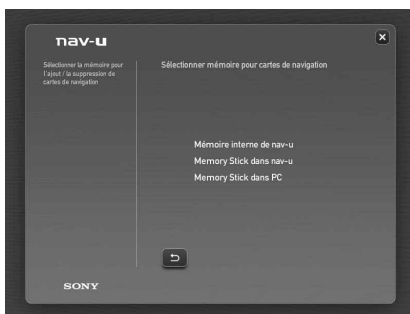 nav-u
Sélectionner la mémoire pour
l'ajout / la suppression de
cartes de navigation
Sélectionner mémoire pour cartes de navigation
Mémoire interne de nav-u
Memory Stick dans nav-u
Memory Stick dans PC
SONY